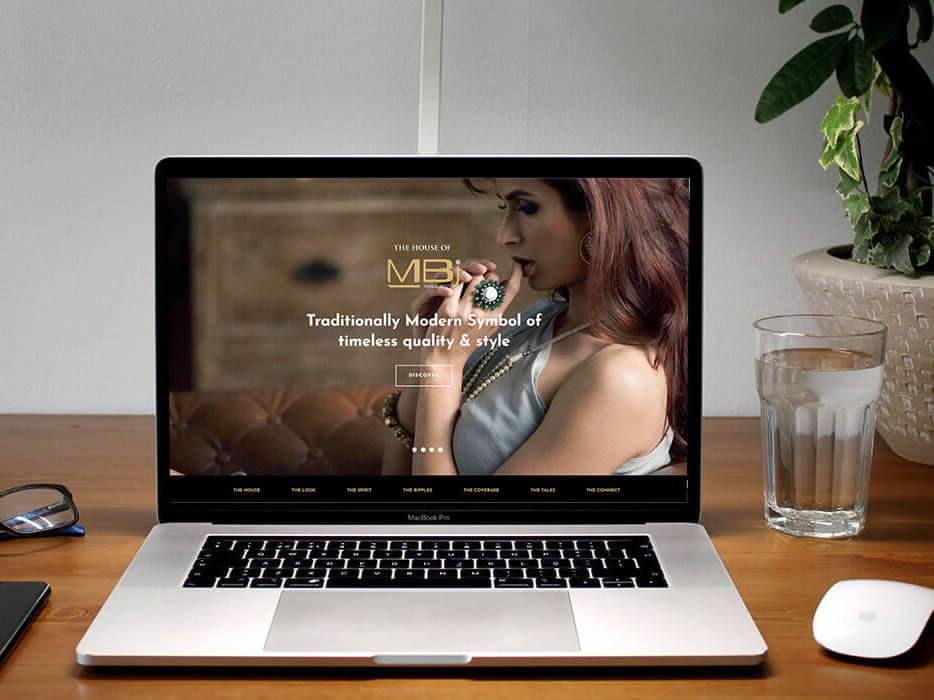 THE HOUSE OF
MBj
Traditionally Modern Symbol of
timeless quality & style
DISCOVER
THE HOUSE THE LOOK THE SPIRIT THE RIPPLES THE COVERAGE THE TALES THE CONNECT
MacBook Pro